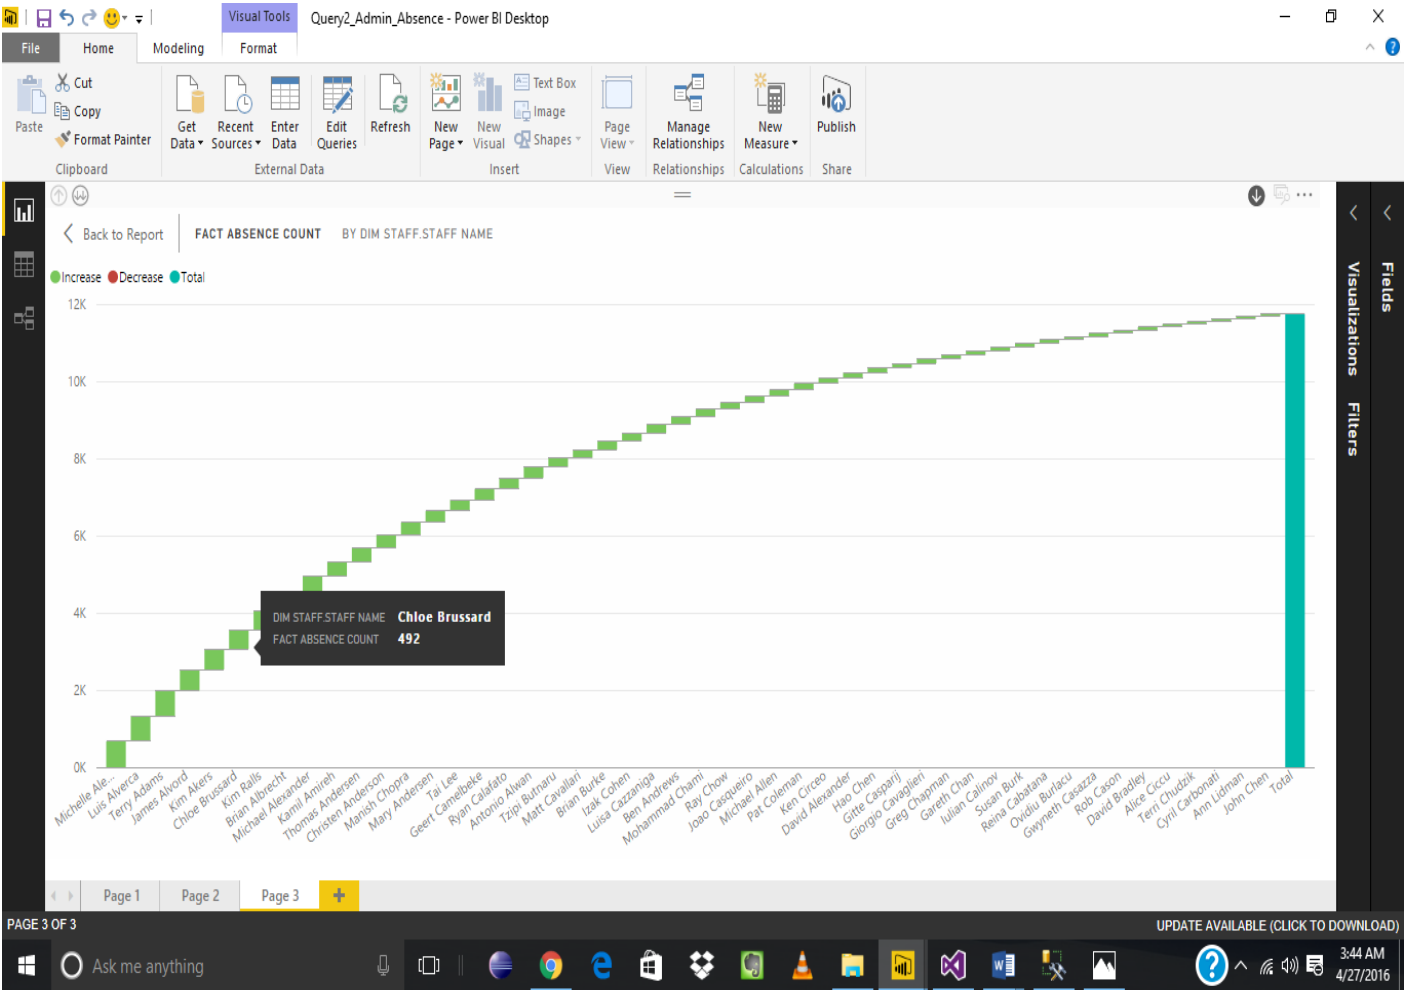 Visual Tools
Query2_Admin_Absence - Power BI Desktop
File
Home
Modeling
Format
Paste
Cut
Copy
Format Painter
Clipboard
Get Data
Recent Sources
Enter Data
Edit Queries
Refresh
External Data
New Page
New Visual
Text Box
Image
Shapes
Insert
Page View
View
Manage Relationships
Relationships
New Measure
Calculations
Publish
Share
Back to Report
FACT ABSENCE COUNT BY DIM STAFF.STAFF NAME
Increase Decrease Total
12K
10K
8K
6K
4K
2K
0K
DIM STAFF.STAFF NAME Chloe Brussard
FACT ABSENCE COUNT 492
Michelle Ale...
Luis Alverca
Terry Adams
James Alvord
Kim Akers
Chloe Brussard
Kim Ralls
Brian Albrecht
Michael Alexander
Kamil Amireh
Thomas Andersen
Christen Anderson
Manish Chopra
Mary Andersen
Tai Lee
Geert Camelbeke
Ryan Calafato
Antonio Alwan
Tzipi Butnaru
Matt Cavallari
Brian Burke
Izak Cohen
Luisa Cazzaniga
Ben Andrews
Mohammad Chami
Ray Chow
Joao Casqueiro
Michael Allen
Pat Coleman
Ken Circeo
David Alexander
Hao Chen
Gitte Casparij
Giorgio Cavaglieri
Greg Chapman
Gareth Chan
Iulian Calinov
Susan Burk
Reina Cabatana
Ovidiu Burlacu
Gwyneth Casazza
Rob Cason
David Bradley
Alice Ciccu
Terri Chudzik
Cyril Carbonati
Ann Lidman
John Chen
Total
Visualizations
Filters
Fields
Page 1
Page 2
Page 3
PAGE 3 OF 3
UPDATE AVAILABLE (CLICK TO DOWNLOAD)
Ask me anything
3:44 AM
4/27/2016